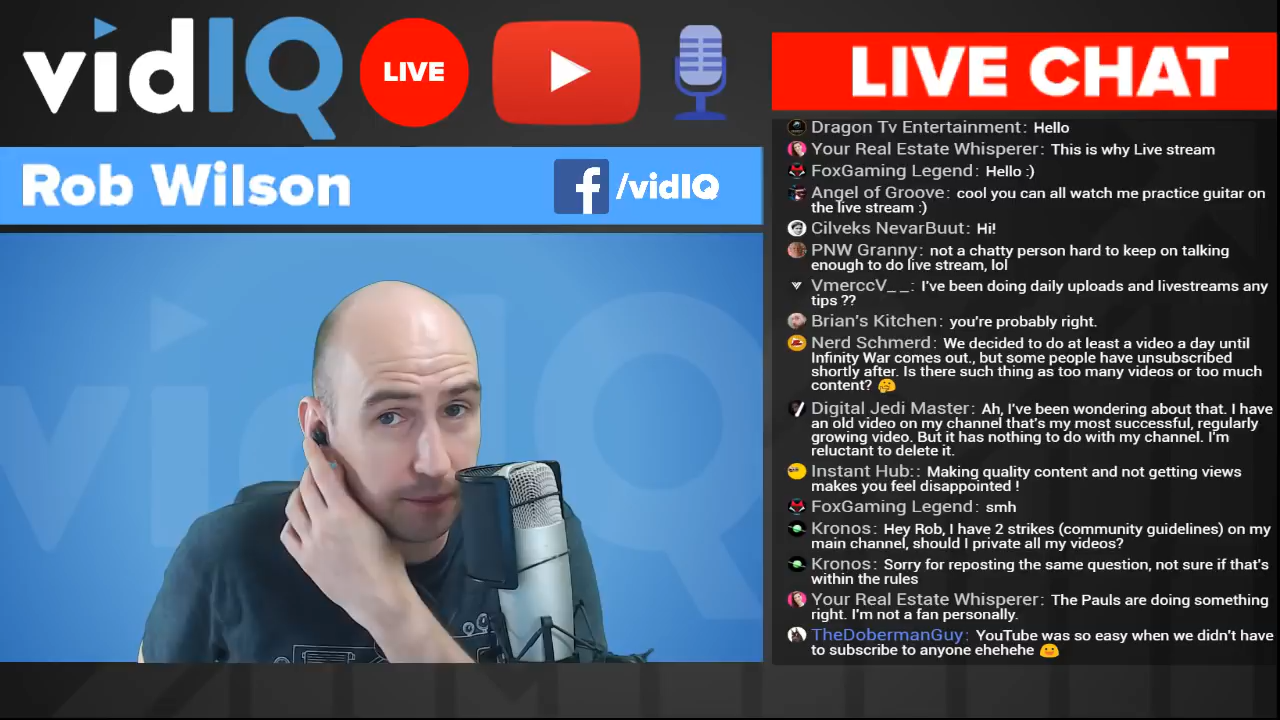 vidIQ
LIVE
LIVE CHAT
Rob Wilson
f /vidIQ
Dragon Tv Entertainment: Hello
Your Real Estate Whisperer: This is why Live stream
FoxGaming Legend: Hello :)
Angel of Groove: cool you can all watch me practice guitar on
the live stream :)
Cilveks NevarBuut: Hi!
PNW Granny: not a chatty person hard to keep on talking
enough to do live stream, lol
VmerccV_ _: I've been doing daily uploads and livestreams any
tips ??
Brian's Kitchen: you're probably right.
Nerd Schmerd: We decided to do at least a video a day until
Infinity War comes out., but some people have unsubscribed
shortly after. Is there such thing as too many videos or too much
content? 🤔
Digital Jedi Master: Ah, I've been wondering about that. I have
an old video on my channel that's my most successful, regularly
growing video. But it has nothing to do with my channel. I'm
reluctant to delete it.
Instant Hub:: Making quality content and not getting views
makes you feel disappointed !
FoxGaming Legend: smh
Kronos: Hey Rob, I have 2 strikes (community guidelines) on my
main channel, should I private all my videos?
Kronos: Sorry for reposting the same question, not sure if that's
within the rules
Your Real Estate Whisperer: The Pauls are doing something
right. I'm not a fan personally.
TheDobermanGuy: YouTube was so easy when we didn't have
to subscribe to anyone ehehehe